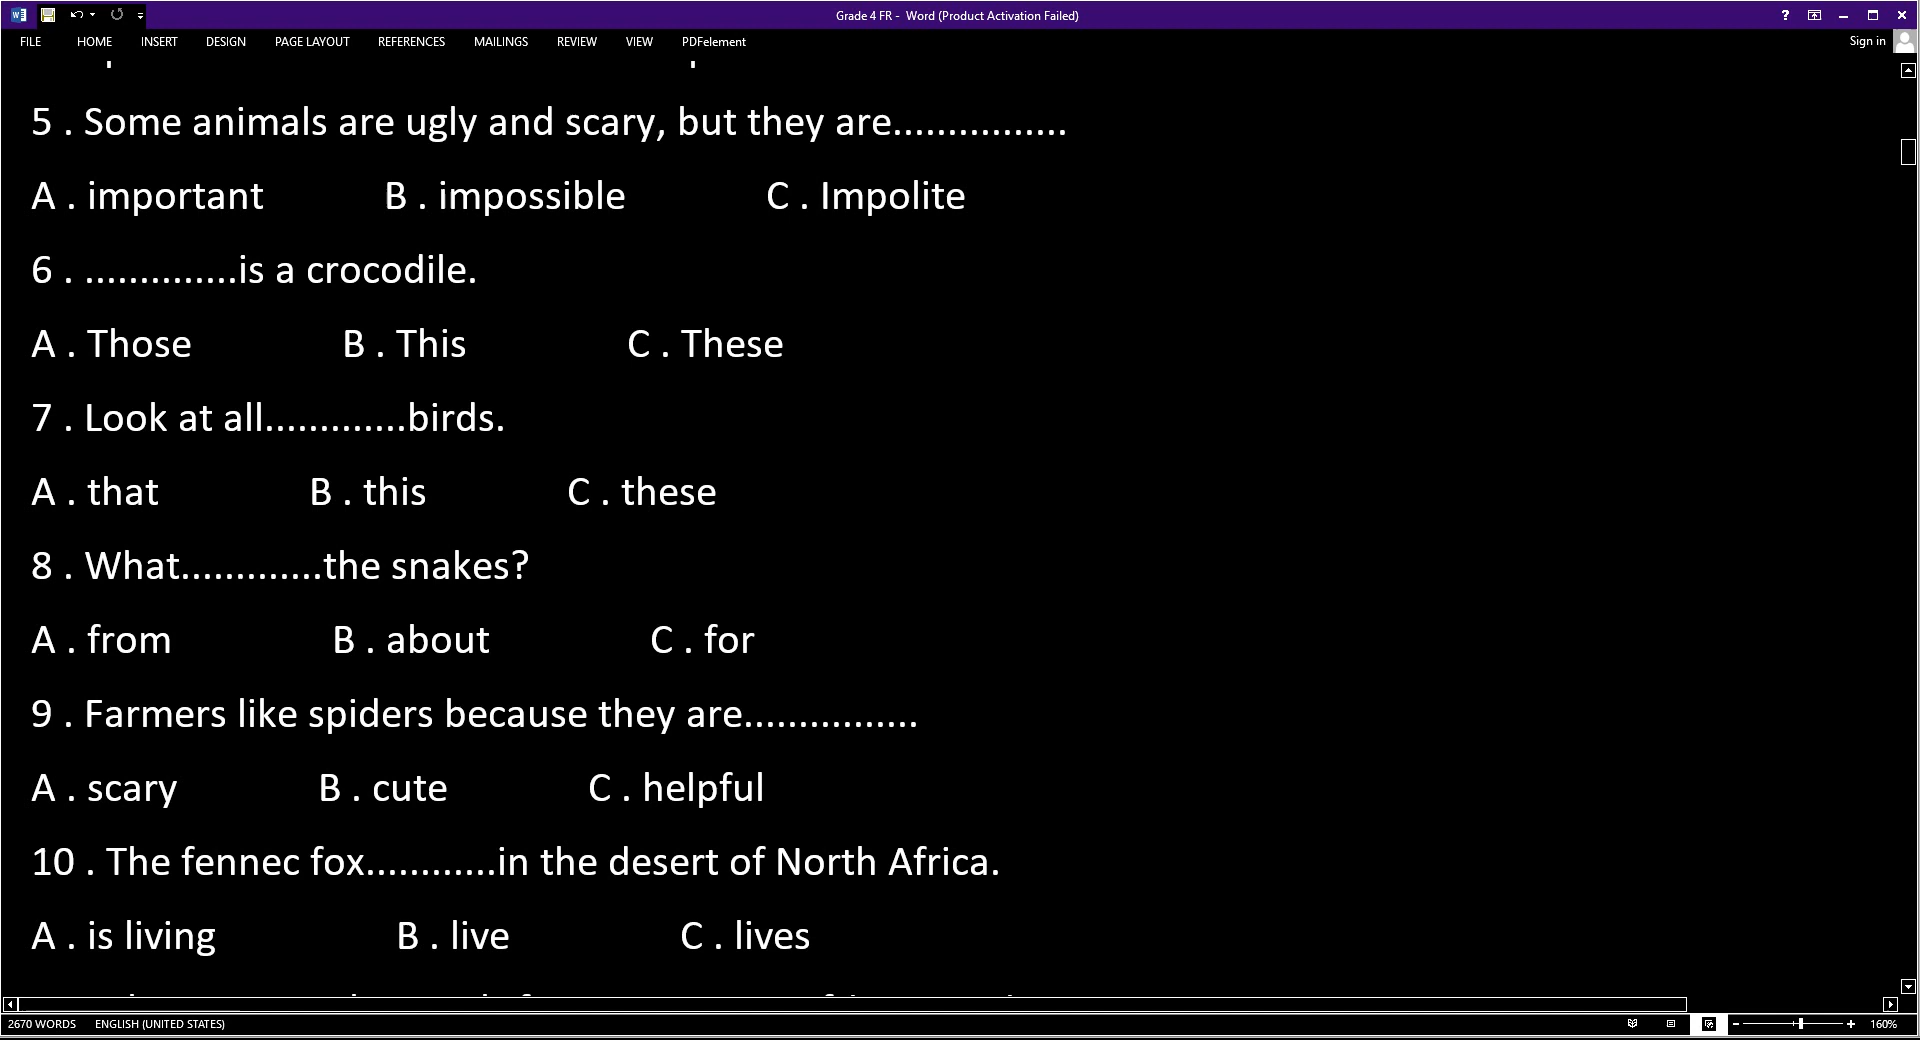 Grade 4 FR - Word (Product Activation Failed)
FILE HOME INSERT DESIGN PAGE LAYOUT REFERENCES MAILINGS REVIEW VIEW PDFelement Sign in
5 . Some animals are ugly and scary, but they are................
A . important B . impossible C . Impolite
6 . ..............is a crocodile.
A . Those B . This C . These
7 . Look at all.............birds.
A . that B . this C . these
8 . What.............the snakes?
A . from B . about C . for
9 . Farmers like spiders because they are................
A . scary B . cute C . helpful
10 . The fennec fox............in the desert of North Africa.
A . is living B . live C . lives
2670 WORDS ENGLISH (UNITED STATES) 160%